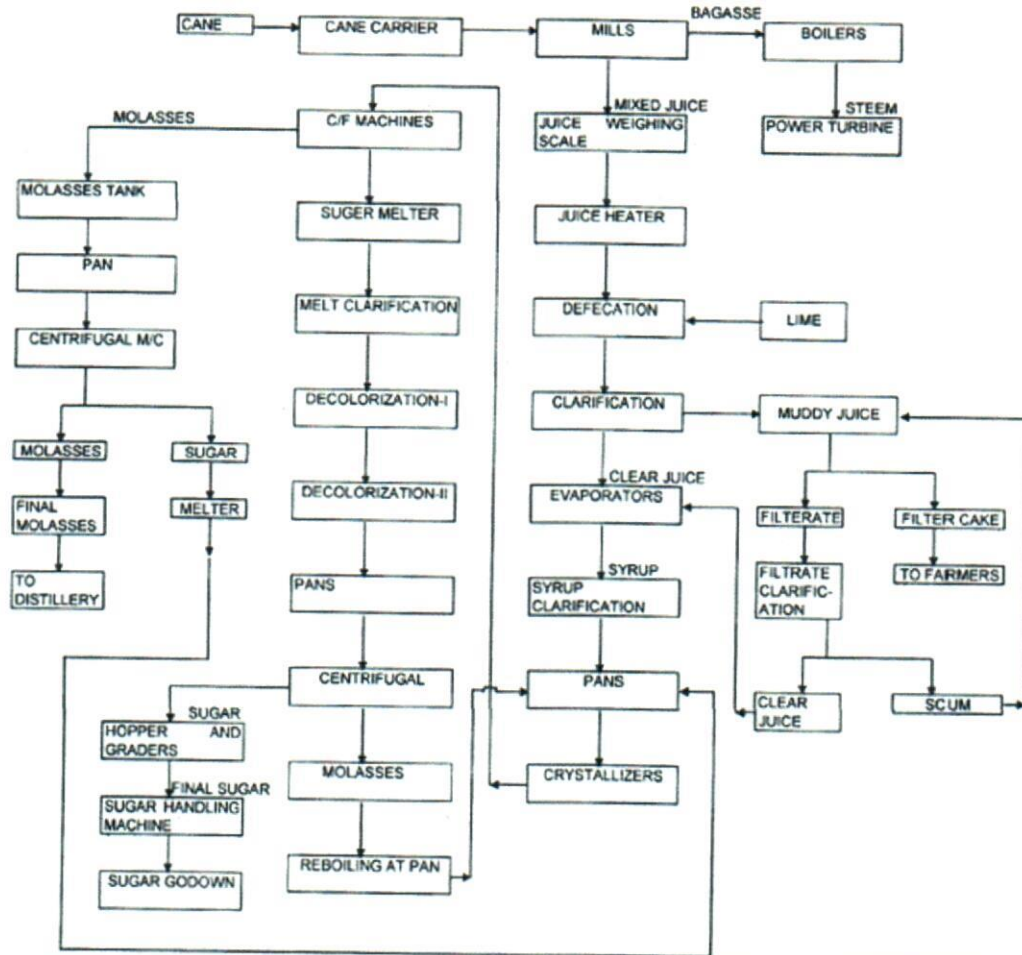 CANE
CANE CARRIER
MILLS
BAGASSE
BOILERS
MOLASSES
C/F MACHINES
MIXED JUICE
JUICE WEIGHING
SCALE
STEEM
POWER TURBINE
MOLASSES TANK
SUGER MELTER
JUICE HEATER
PAN
MELT CLARIFICATION
DEFECATION
LIME
CENTRIFUGAL M/C
DECOLORIZATION-I
CLARIFICATION
MUDDY JUICE
MOLASSES
SUGAR
CLEAR JUICE
DECOLORIZATION-II
EVAPORATORS
FINAL
MOLASSES
MELTER
FILTERATE
FILTER CAKE
TO
DISTILLERY
PANS
SYRUP
SYRUP
CLARIFICATION
FILTRATE
CLARIFIC-
ATION
TO FAIRMERS
CENTRIFUGAL
PANS
CLEAR
JUICE
SCUM
SUGAR
HOPPER AND
GRADERS
MOLASSES
CRYSTALLIZERS
FINAL SUGAR
SUGAR HANDLING
MACHINE
REBOILING AT PAN
SUGAR GODOWN